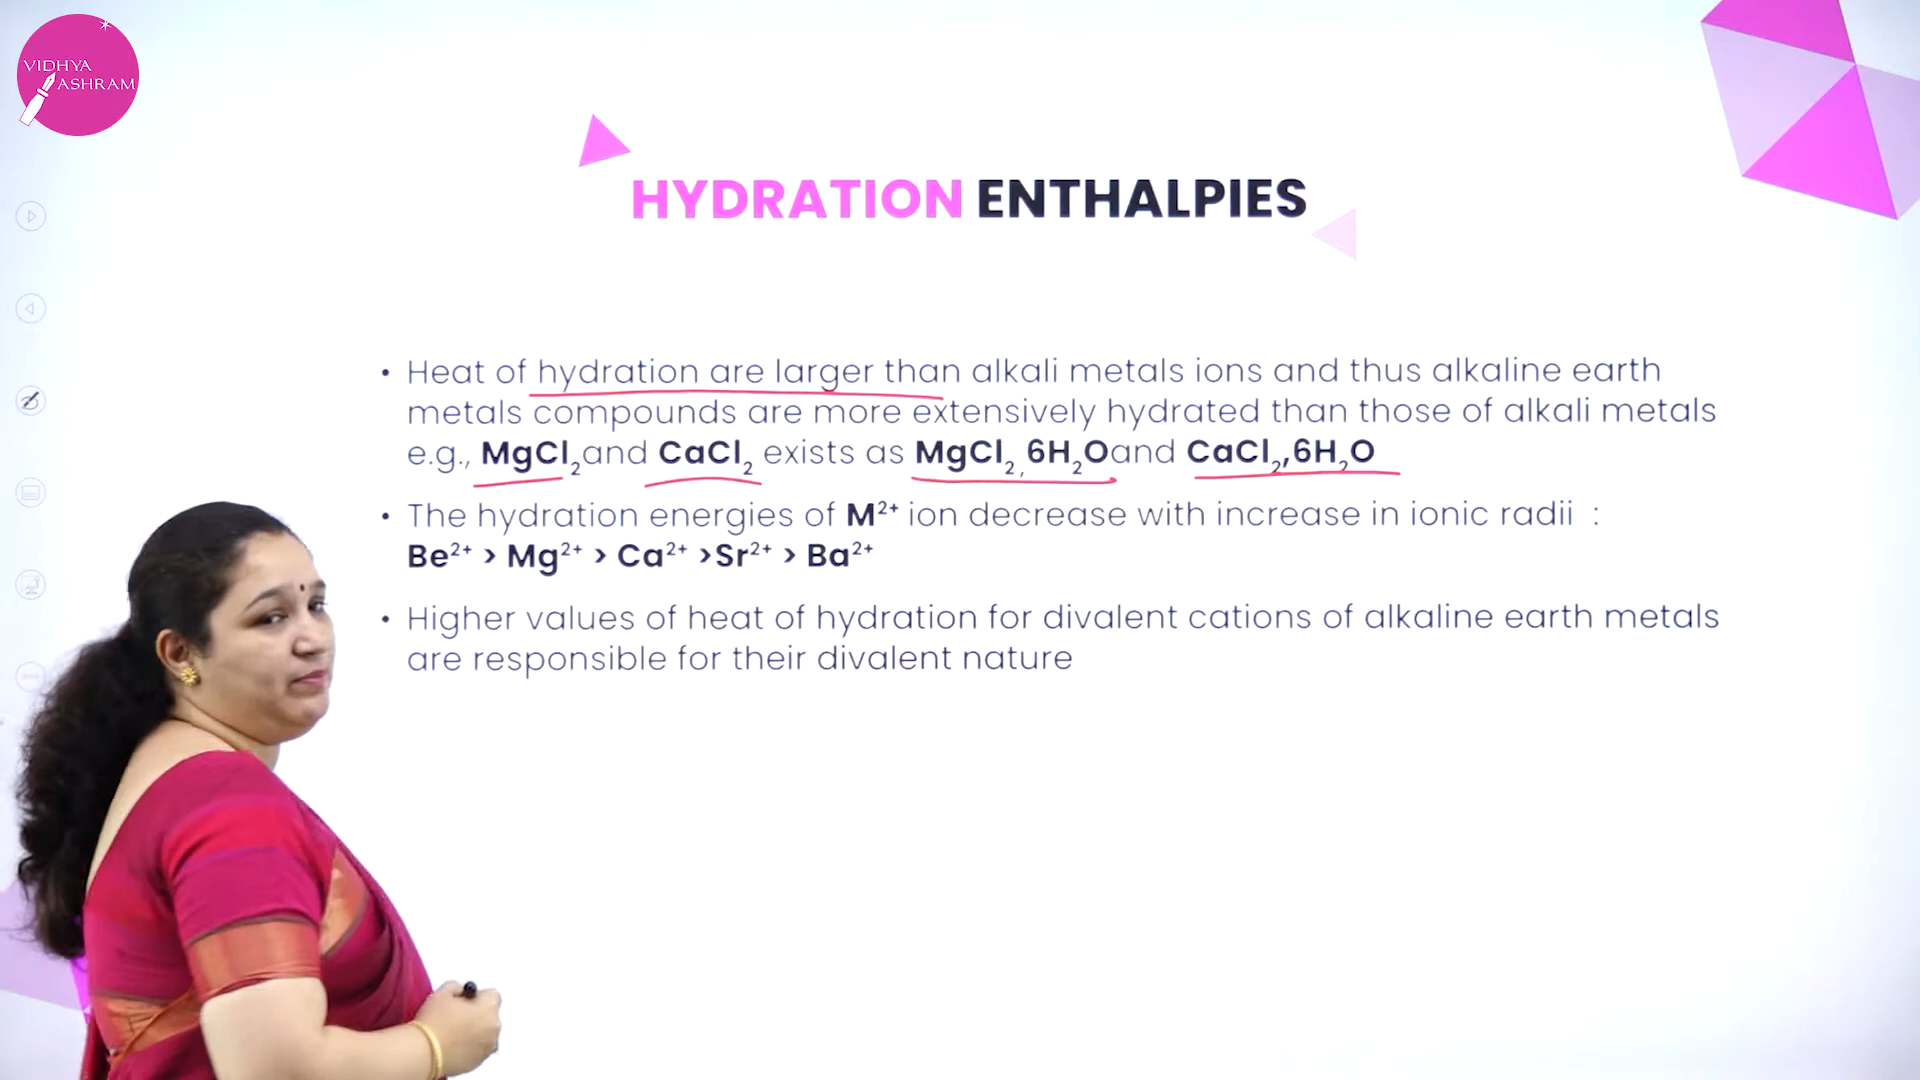 VIDHYA
ASHRAM
HYDRATION ENTHALPIES
• Heat of hydration are larger than alkali metals ions and thus alkaline earth
metals compounds are more extensively hydrated than those of alkali metals
e.g., MgCl₂and CaCl₂ exists as MgCl₂,6H₂Oand CaCl₂,6H₂O
• The hydration energies of M²⁺ ion decrease with increase in ionic radii :
Be²⁺ > Mg²⁺ > Ca²⁺ >Sr²⁺ > Ba²⁺
• Higher values of heat of hydration for divalent cations of alkaline earth metals
are responsible for their divalent nature